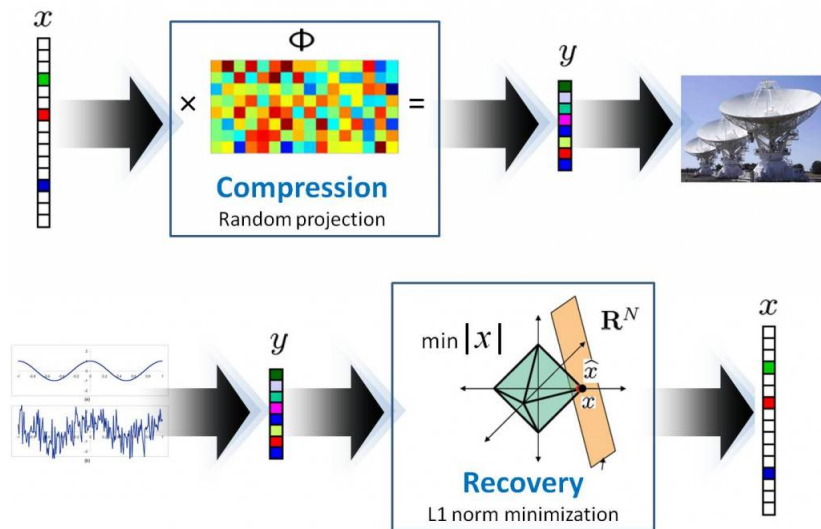 x
Φ
y
×
=
Compression
Random projection
y
x
min |x|
R^N
x̂
x
(a)
(b)
Recovery
L1 norm minimization